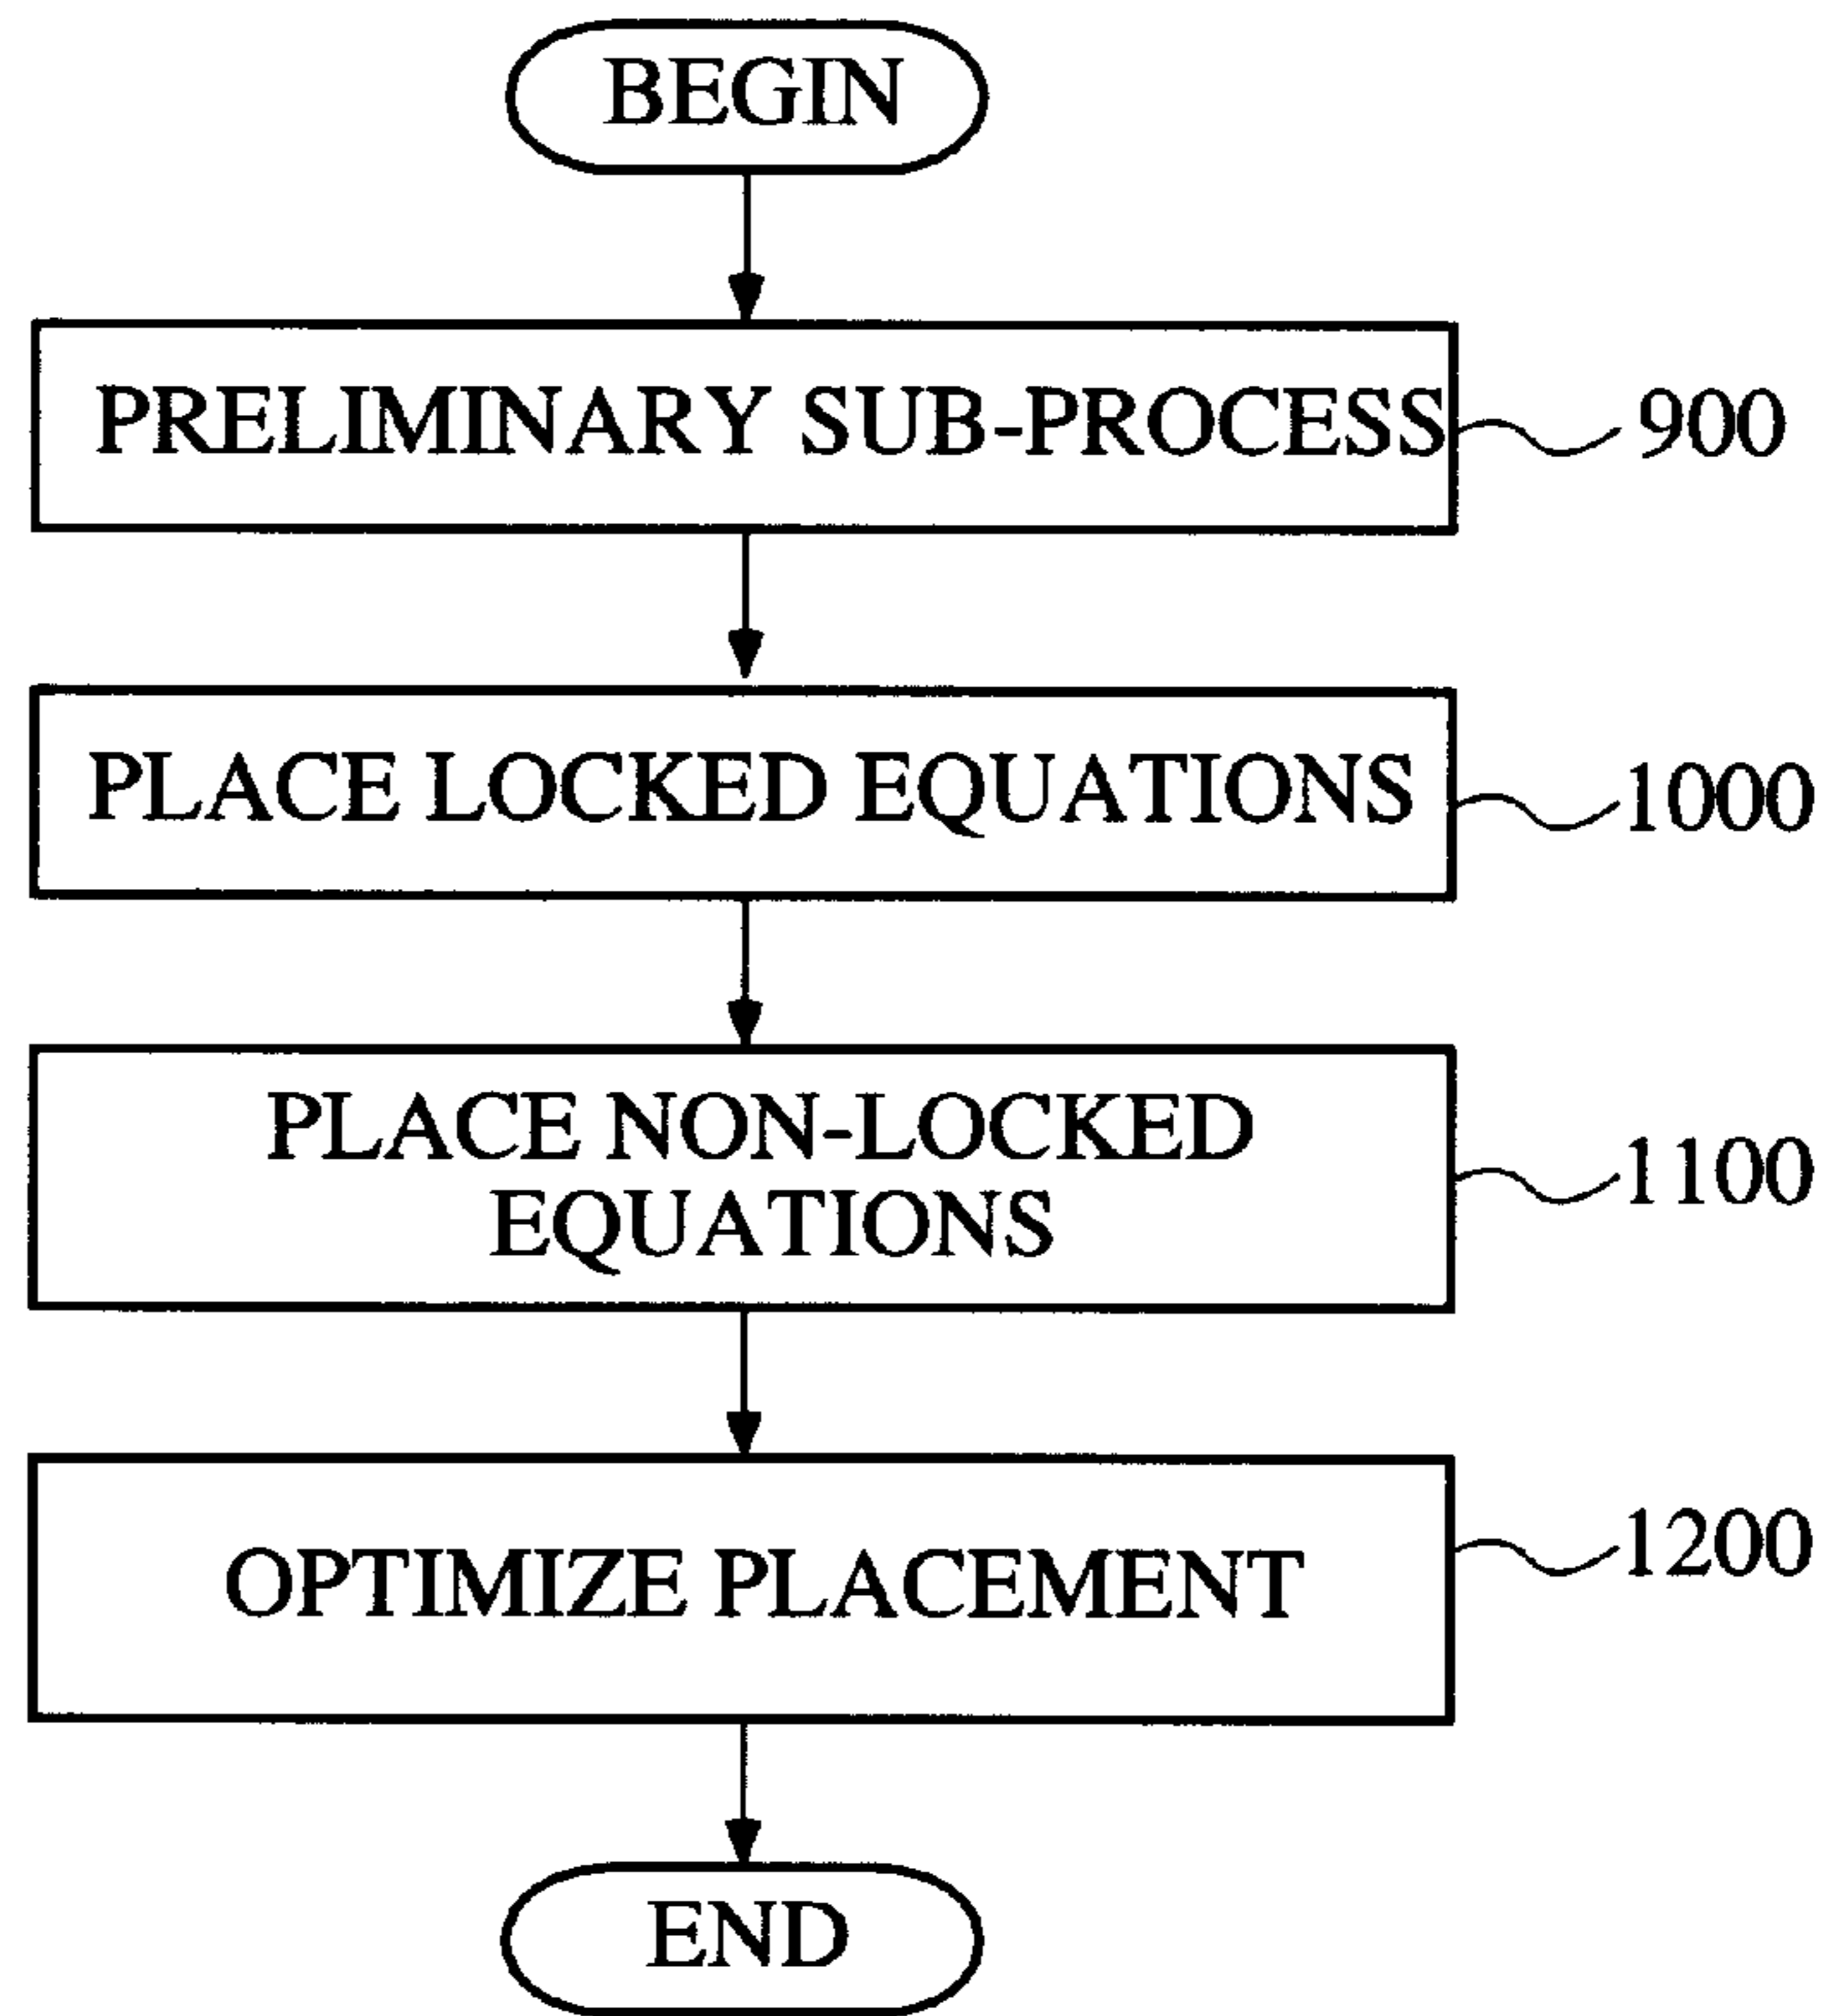 BEGIN
PRELIMINARY SUB-PROCESS
900
PLACE LOCKED EQUATIONS
1000
PLACE NON-LOCKED
EQUATIONS
1100
OPTIMIZE PLACEMENT
1200
END